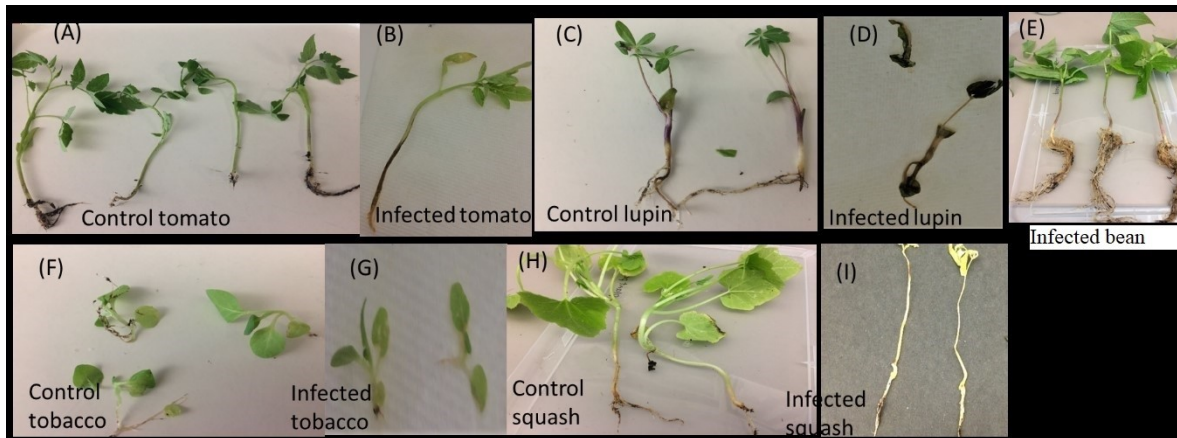 (A)
Control tomato
(B)
Infected tomato
(C)
Control lupin
(D)
Infected lupin
(E)
Infected bean
(F)
Control
tobacco
(G)
Infected
tobacco
(H)
Control
squash
(I)
Infected
squash